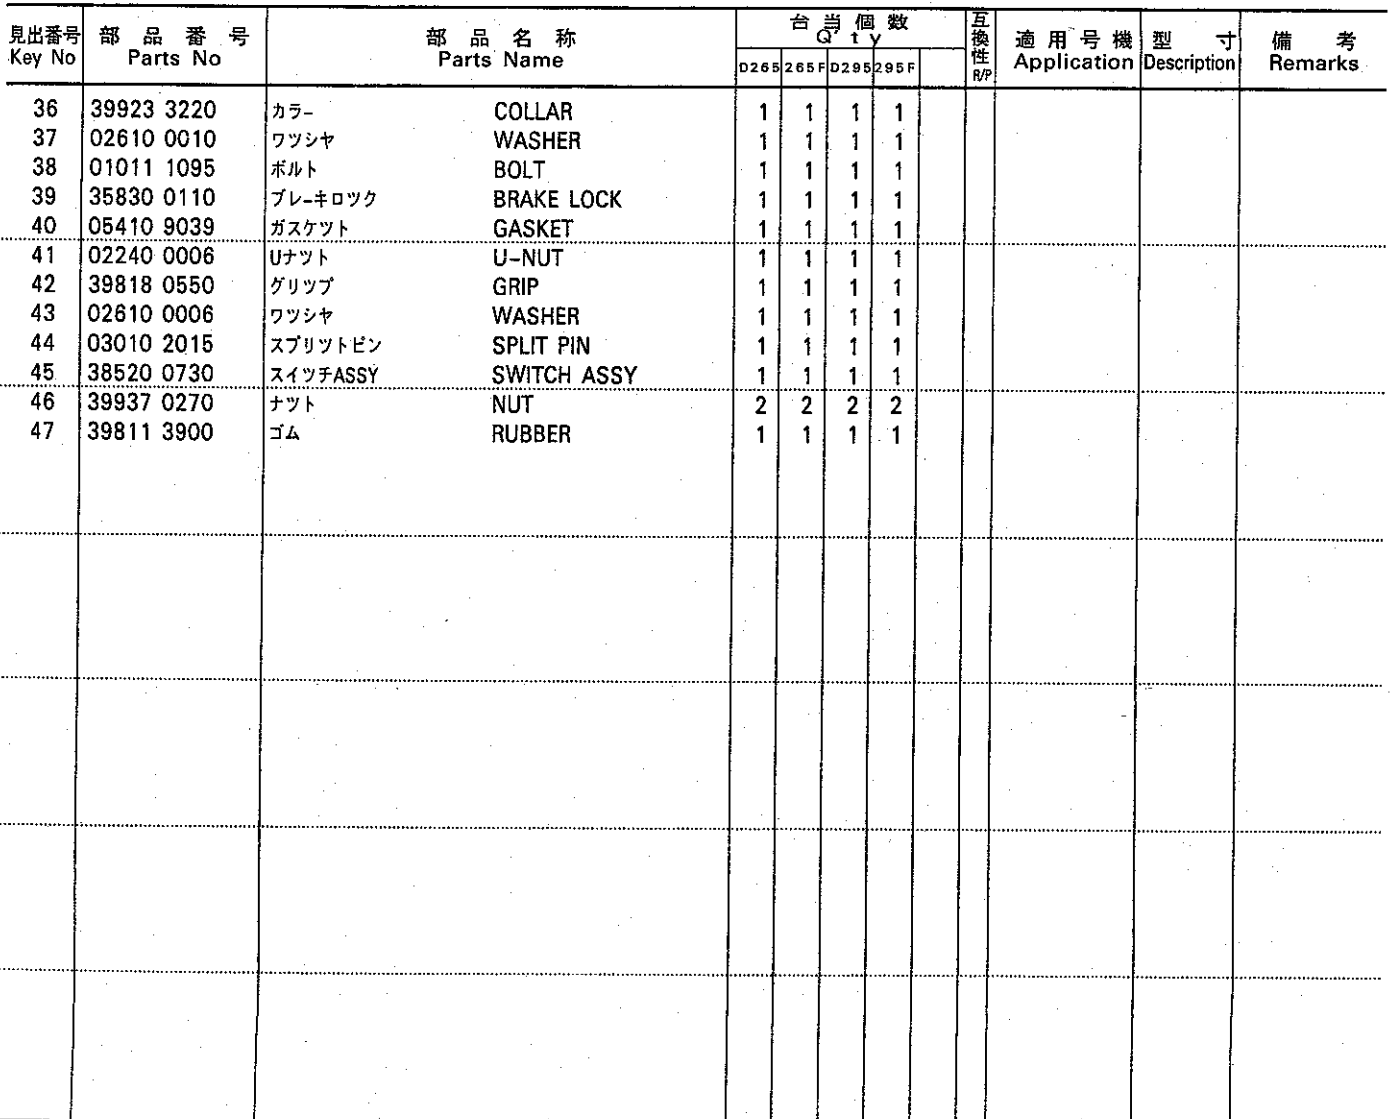 見出番号 部品番号 部品名称 台当個数 互換性 適用号機 型寸 備考
Key No Parts No Parts Name Q'ty R/P Application Description Remarks
D265 265F D295 295F
36 39923 3220 カラー COLLAR 1 1 1 1
37 02610 0010 ワツシヤ WASHER 1 1 1 1
38 01011 1095 ボルト BOLT 1 1 1 1
39 35830 0110 ブレーキロツク BRAKE LOCK 1 1 1 1
40 05410 9039 ガスケツト GASKET 1 1 1 1
41 02240 0006 Uナツト U-NUT 1 1 1 1
42 39818 0550 グリツプ GRIP 1 1 1 1
43 02610 0006 ワツシヤ WASHER 1 1 1 1
44 03010 2015 スプリツトピン SPLIT PIN 1 1 1 1
45 38520 0730 スイツチASSY SWITCH ASSY 1 1 1 1
46 39937 0270 ナツト NUT 2 2 2 2
47 39811 3900 ゴム RUBBER 1 1 1 1